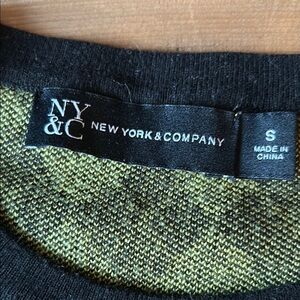 NY
&C NEW YORK & COMPANY
S
MADE IN
CHINA